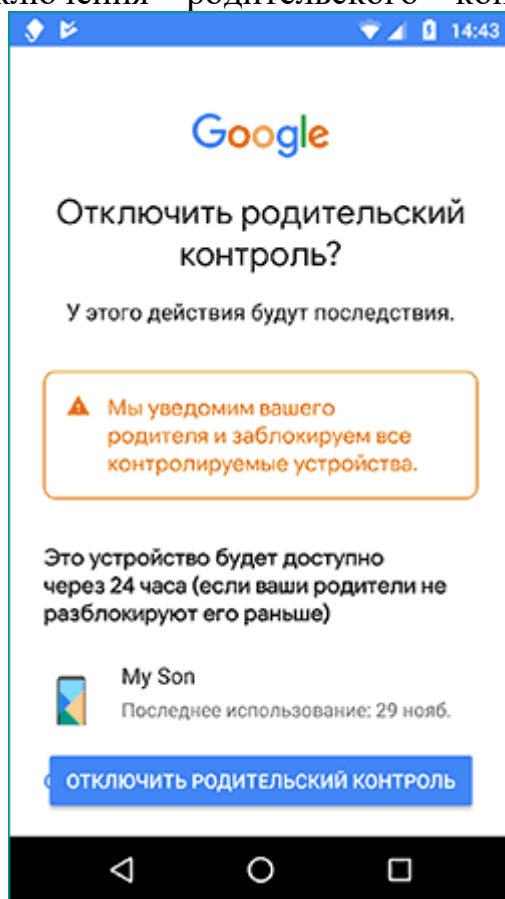 родительского
14:43
Google
Отключить родительский
контроль?
У этого действия будут последствия.
Мы уведомим вашего
родителя и заблокируем все
контролируемые устройства.
Это устройство будет доступно
через 24 часа (если ваши родители не
разблокируют его раньше)
My Son
Последнее использование: 29 нояб.
ОТКЛЮЧИТЬ РОДИТЕЛЬСКИЙ КОНТРОЛЬ